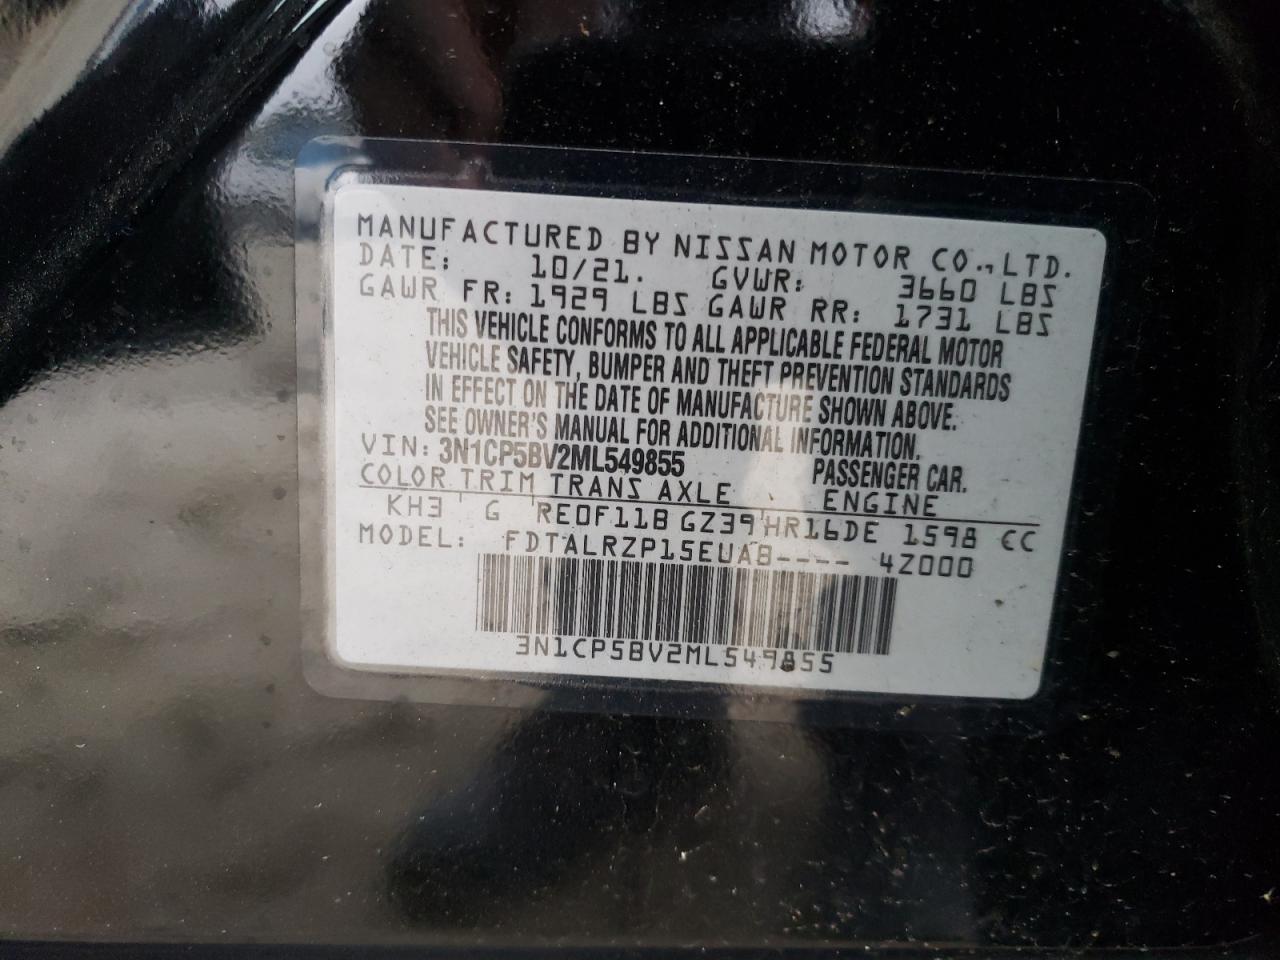 MANUFACTURED BY NISSAN MOTOR CO., LTD.
DATE: 10/21. GVWR: 3660 LBS
GAWR FR: 1929 LBS GAWR RR: 1731 LBS
THIS VEHICLE CONFORMS TO ALL APPLICABLE FEDERAL MOTOR
VEHICLE SAFETY, BUMPER AND THEFT PREVENTION STANDARDS
IN EFFECT ON THE DATE OF MANUFACTURE SHOWN ABOVE.
SEE OWNER'S MANUAL FOR ADDITIONAL INFORMATION.
VIN: 3N1CP5BV2ML549855 PASSENGER CAR.
COLOR TRIM TRANS AXLE ENGINE
KH3 G RE0F11B GZ39 HR16DE 1598 CC
MODEL: FDTALRZP15EUA8---- 4Z000
3N1CP5BV2ML549855